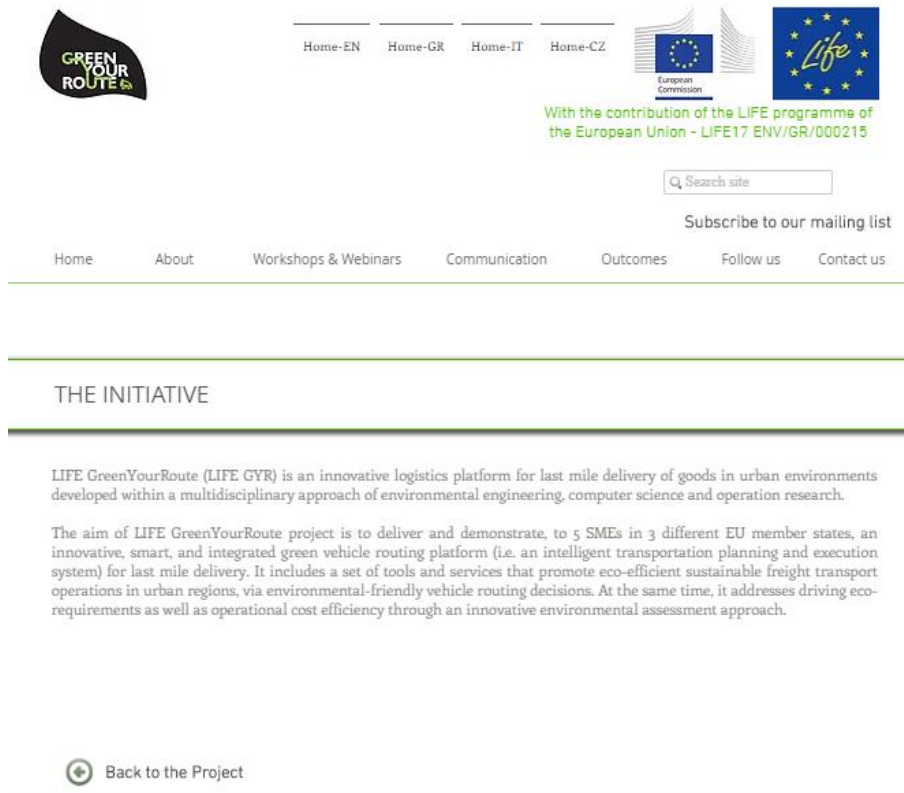 GREEN
YOUR
ROUTE
Home-EN Home-GR Home-IT Home-CZ
European
Commission
Life
With the contribution of the LIFE programme of
the European Union - LIFE17 ENV/GR/000215
Search site
Subscribe to our mailing list
Home About Workshops & Webinars Communication Outcomes Follow us Contact us
THE INITIATIVE
LIFE GreenYourRoute (LIFE GYR) is an innovative logistics platform for last mile delivery of goods in urban environments
developed within a multidisciplinary approach of environmental engineering, computer science and operation research.
The aim of LIFE GreenYourRoute project is to deliver and demonstrate, to 5 SMEs in 3 different EU member states, an
innovative, smart, and integrated green vehicle routing platform (i.e. an intelligent transportation planning and execution
system) for last mile delivery. It includes a set of tools and services that promote eco-efficient sustainable freight transport
operations in urban regions, via environmental-friendly vehicle routing decisions. At the same time, it addresses driving eco-
requirements as well as operational cost efficiency through an innovative environmental assessment approach.
Back to the Project